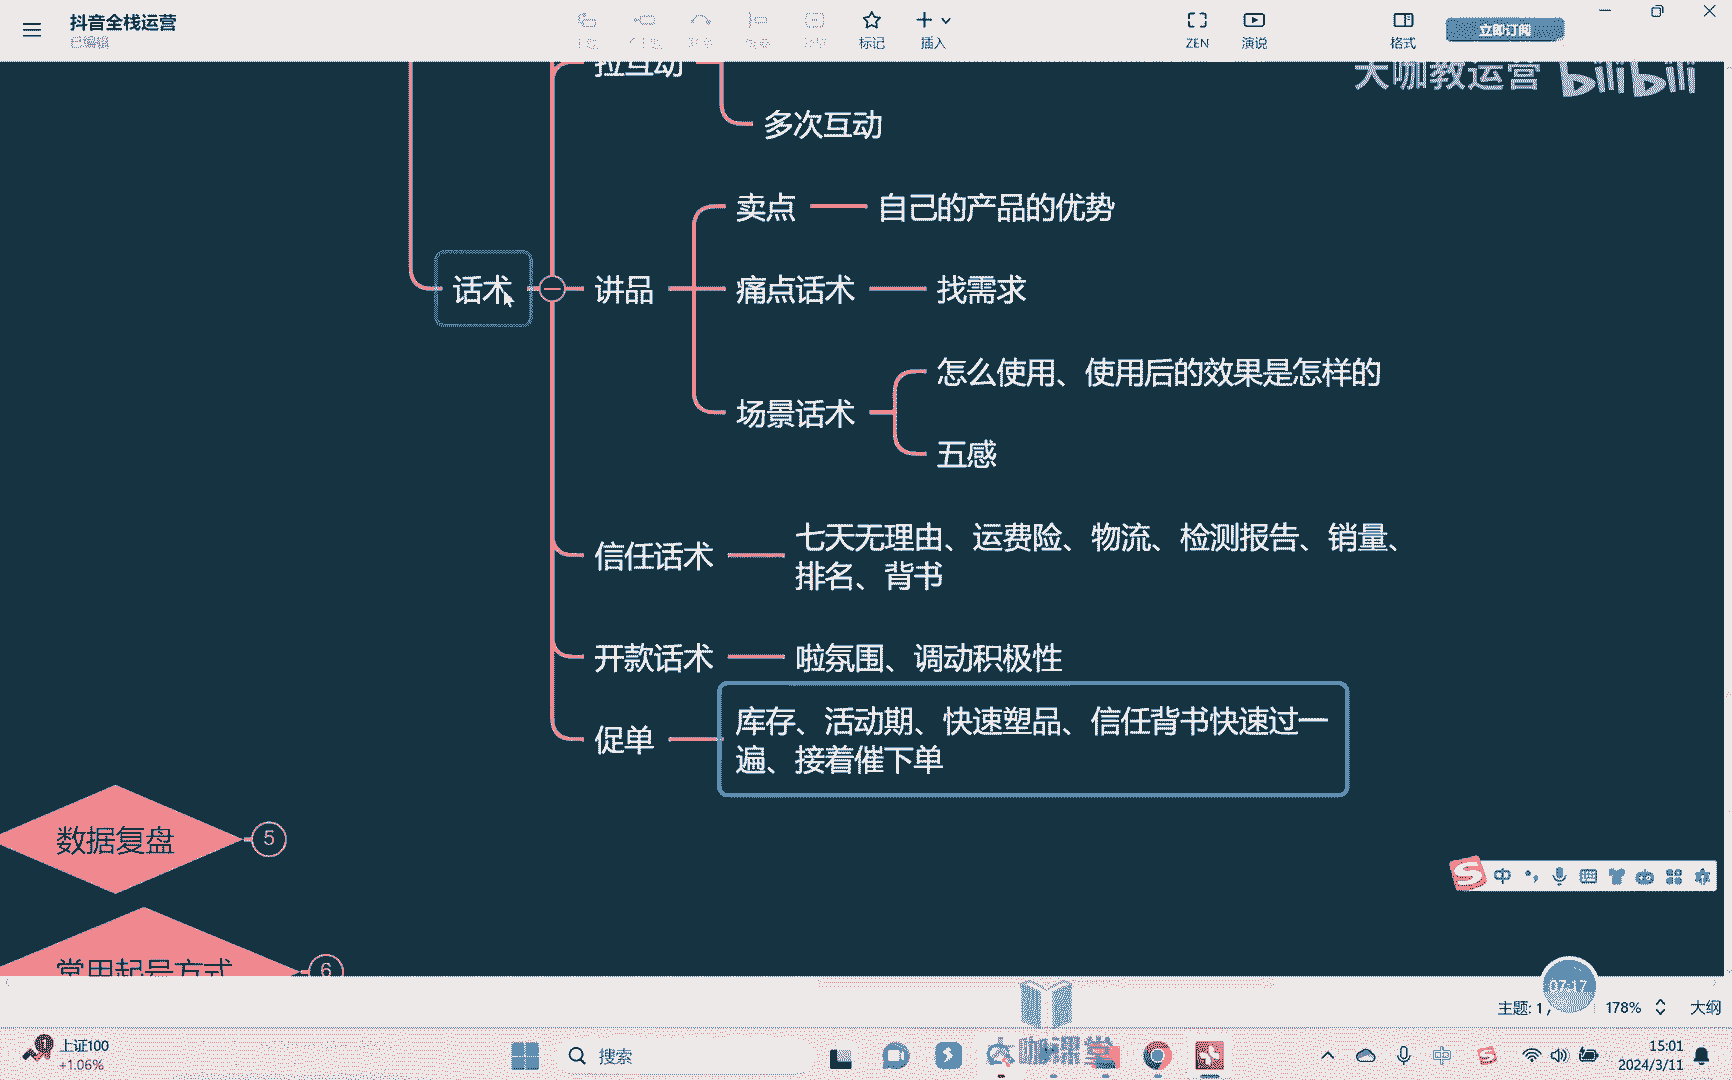 抖音全栈运营
已编辑
标记
插入
ZEN
演说
格式
立即订阅
大咖教运营 bilibili
拉互动
多次互动
卖点
自己的产品的优势
话术
讲品
痛点话术
找需求
怎么使用、使用后的效果是怎样的
场景话术
五感
信任话术
七天无理由、运费险、物流、检测报告、销量、
排名、背书
开款话术
啦氛围、调动积极性
促单
库存、活动期、快速塑品、信任背书快速过一
遍、接着催下单
数据复盘
5
常用起号方式
6
中
07:17
主题: 1 /
178%
大纲
上证100
+1.06%
搜索
咖课堂
中
15:01
2024/3/11